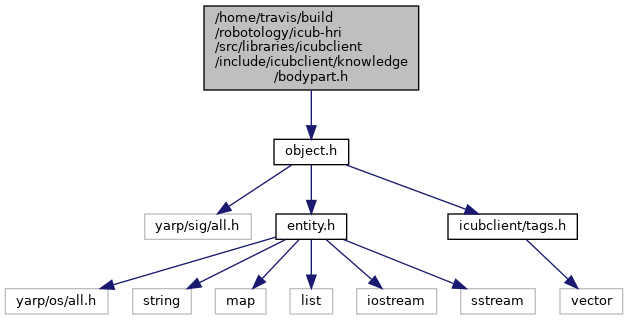 /home/travis/build
/robotology/icub-hri
/src/libraries/icubclient
/include/icubclient/knowledge
/bodypart.h
object.h
yarp/sig/all.h
entity.h
icubclient/tags.h
yarp/os/all.h
string
map
list
iostream
sstream
vector